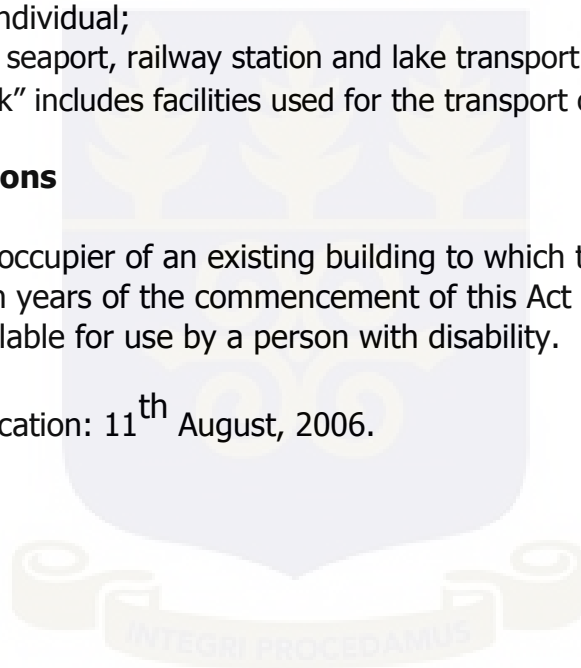 ndividual;
seaport, railway station and lake transport
k” includes facilities used for the transport
ons
occupier of an existing building to which
years of the commencement of this Act
lable for use by a person with disability.
cation: 11th August, 2006.
INTEGRI PROCEDAMUS